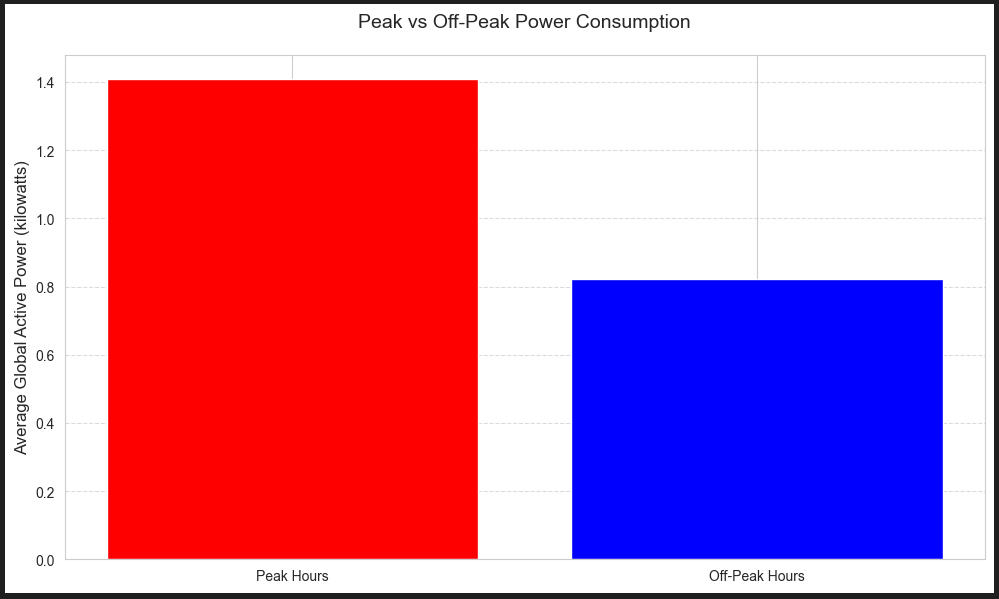 Peak vs Off-Peak Power Consumption
Average Global Active Power (kilowatts)
1.4
1.2
1.0
0.8
0.6
0.4
0.2
0.0
Peak Hours
Off-Peak Hours